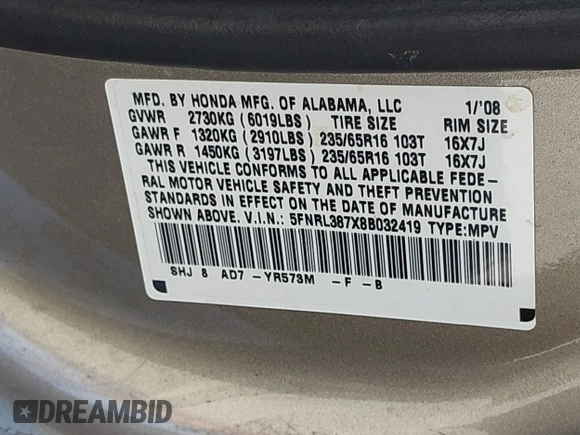 MFD. BY HONDA MFG. OF ALABAMA, LLC 1/'08
GVWR 2730KG (6019LBS) TIRE SIZE RIM SIZE
GAWR F 1320KG (2910LBS) 235/65R16 103T 16X7J
GAWR R 1450KG (3197LBS) 235/65R16 103T 16X7J
THIS VEHICLE CONFORMS TO ALL APPLICABLE FEDE-
RAL MOTOR VEHICLE SAFETY AND THEFT PREVENTION
STANDARDS IN EFFECT ON THE DATE OF MANUFACTURE
SHOWN ABOVE. V.I.N.: 5FNRL387X8B032419 TYPE:MPV
SHJ 8 AD7 -YR573M -F -B
DREAMBID